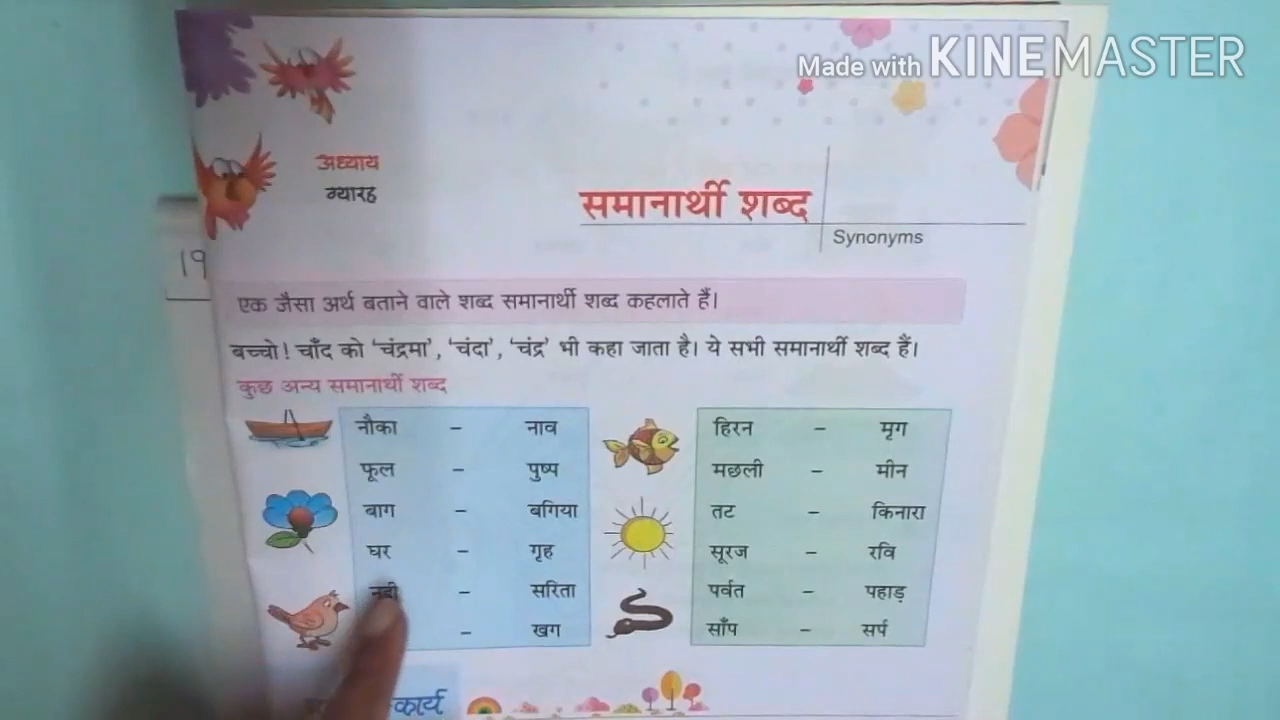 Made with KINEMASTER
अध्याय
ग्यारह
समानार्थी शब्द
Synonyms
19
एक जैसा अर्थ बताने वाले शब्द समानार्थी शब्द कहलाते हैं।
बच्चो! चाँद को ‘चंद्रमा’, ‘चंदा’, ‘चंद्र’ भी कहा जाता है। ये सभी समानार्थी शब्द हैं।
कुछ अन्य समानार्थी शब्द
नौका – नाव
फूल – पुष्प
बाग – बगिया
घर – गृह
नदी – सरिता
– खग
हिरन – मृग
मछली – मीन
तट – किनारा
सूरज – रवि
पर्वत – पहाड़
साँप – सर्प
कार्य